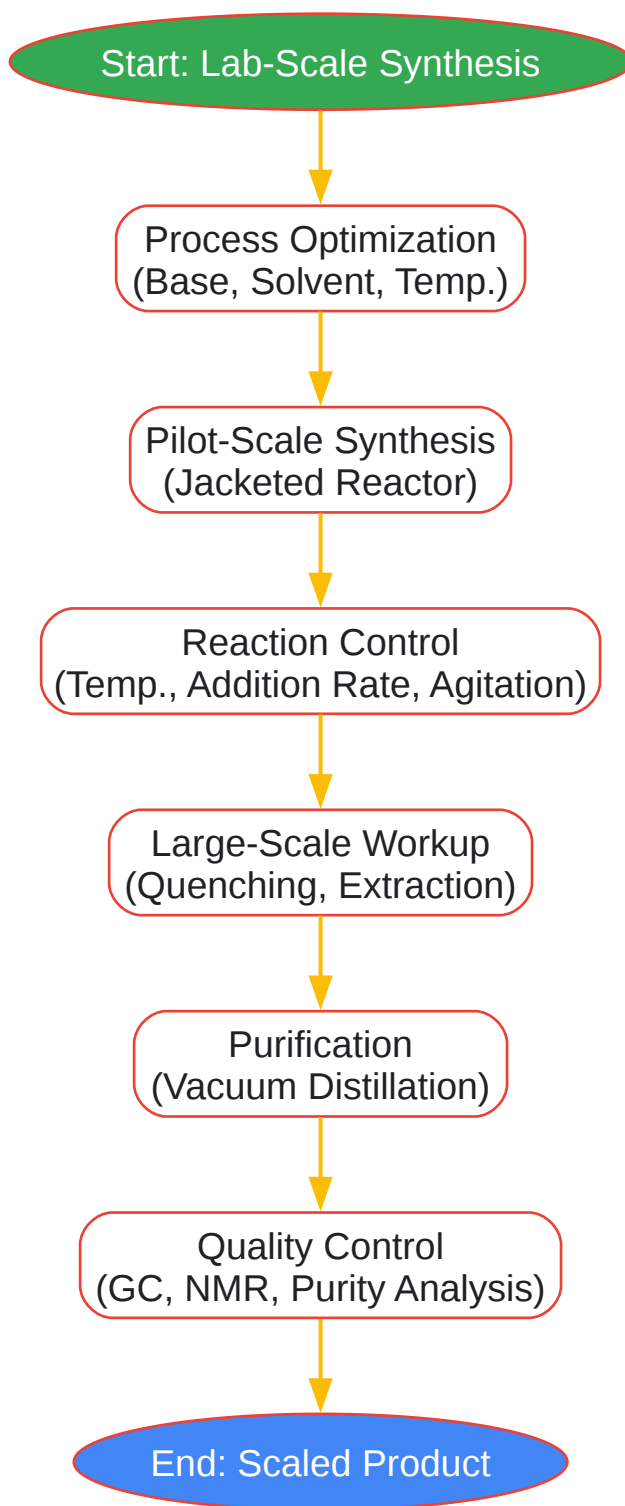 Start: Lab-Scale Synthesis
Process Optimization
(Base, Solvent, Temp.)
Pilot-Scale Synthesis
(Jacketed Reactor)
Reaction Control
(Temp., Addition Rate, Agitation)
Large-Scale Workup
(Quenching, Extraction)
Purification
(Vacuum Distillation)
Quality Control
(GC, NMR, Purity Analysis)
End: Scaled Product